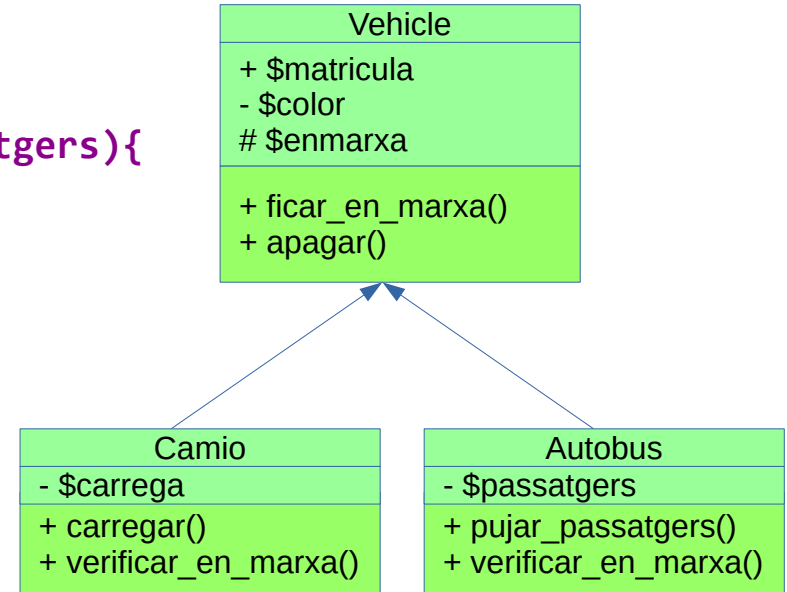 Vehicle
+ $matricula
- $color
# $enmarxa
tgers){
+ ficar_en_marxa()
+ apagar()
Camio
- $carrega
+ carregar()
+ verificar_en_marxa()
Autobus
- $passatgers
+ pujar_passatgers()
+ verificar_en_marxa()